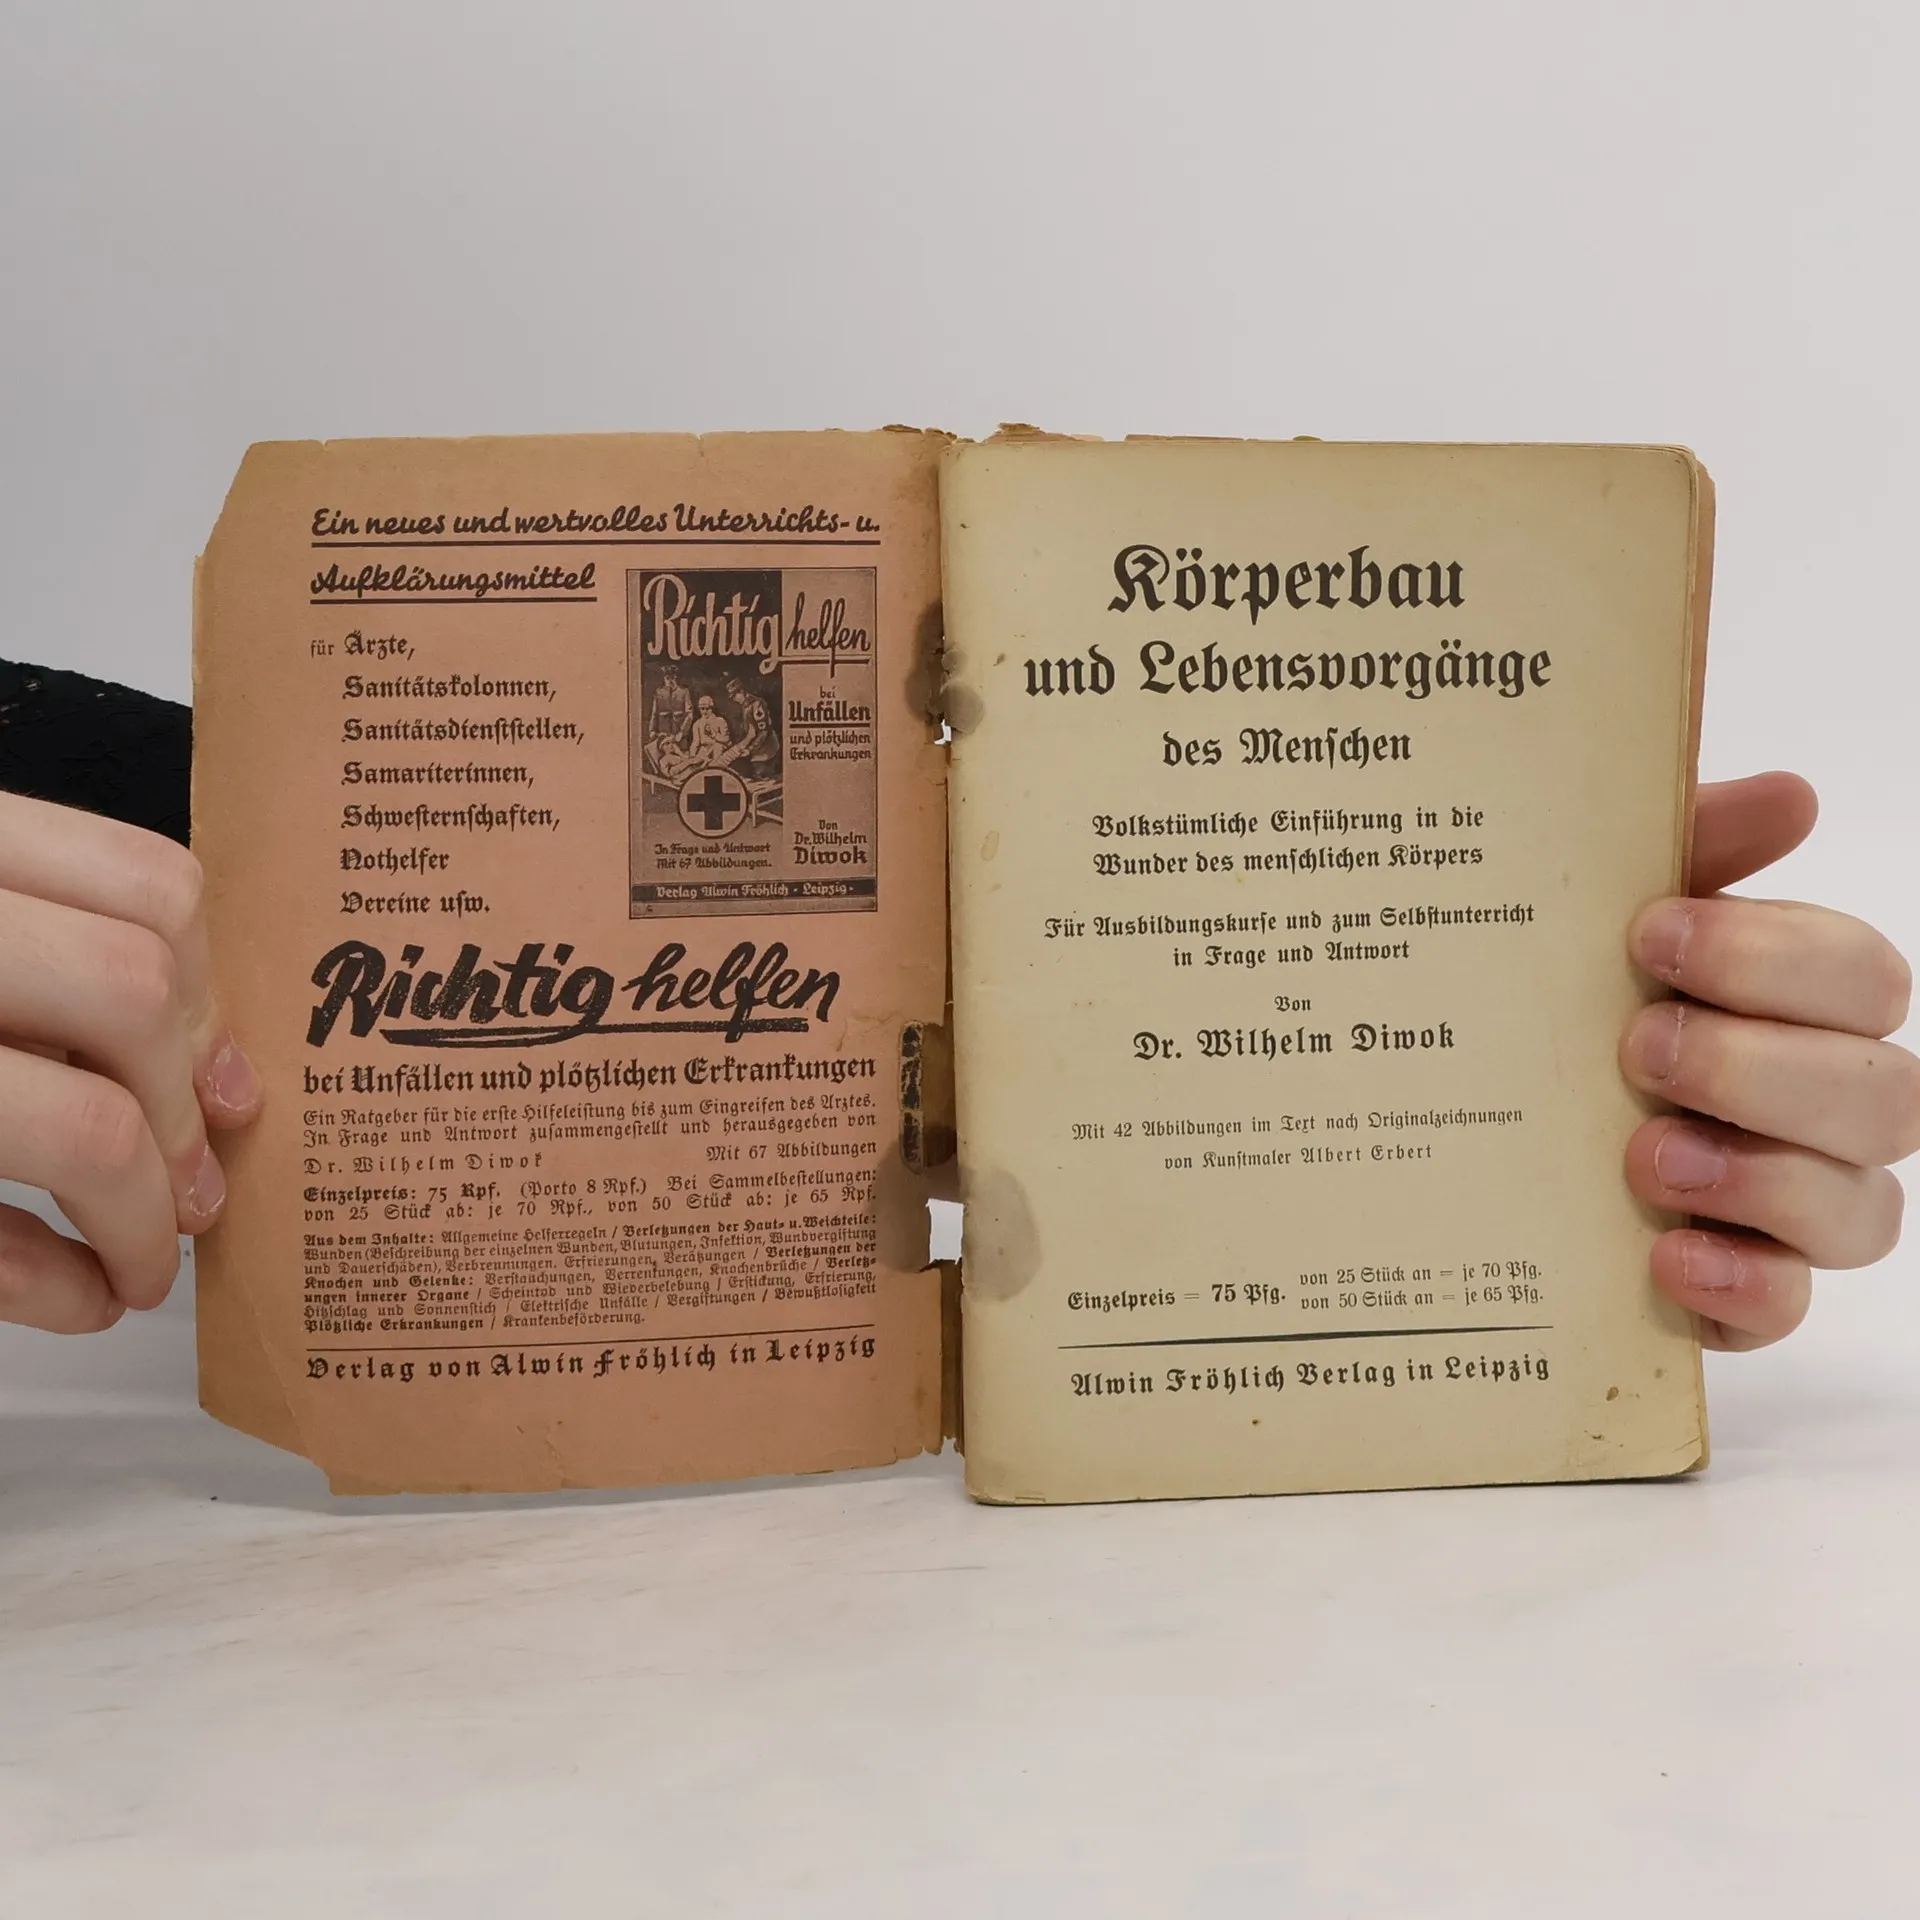 Ein neues und wertvolles Unterrichts- u.
Aufklärungsmittel
für Ärzte,
Sanitätskolonnen,
Sanitätsdienststellen,
Samariterinnen,
Schwesternschaften,
Nothelfer
Vereine usw.
Richtig helfen
bei
Unfällen
und plötzlichen
Erkrankungen
Von
Dr. Wilhelm
Diwok
In Frage und Antwort
Mit 67 Abbildungen.
Verlag Alwin Fröhlich · Leipzig ·
Richtig helfen
bei Unfällen und plötzlichen Erkrankungen
Ein Ratgeber für die erste Hilfeleistung bis zum Eingreifen des Arztes.
In Frage und Antwort zusammengestellt und herausgegeben von
Dr. Wilhelm Diwok Mit 67 Abbildungen
Einzelpreis: 75 Rpf. (Porto 8 Rpf.) Bei Sammelbestellungen:
von 25 Stück ab: je 70 Rpf., von 50 Stück ab: je 65 Rpf.
Aus dem Inhalte: Allgemeine Helferregeln / Verletzungen der Haut- u. Weichteile:
Wunden (Beschreibung der einzelnen Wunden, Blutungen, Infektion, Wundvergiftung
und Dauerschäden), Verbrennungen, Erfrierungen, Verätzungen / Verletzungen der
Knochen und Gelenke: Verstauchungen, Verrenkungen, Knochenbrüche / Verletz-
ungen innerer Organe / Scheintod und Wiederbelebung / Erstickung, Erfrierung,
Hitzschlag und Sonnenstich / Elektrische Unfälle / Vergiftungen / Bewußtlosigkeit
Plötzliche Erkrankungen / Krankenbeförderung.
Verlag von Alwin Fröhlich in Leipzig
Körperbau
und Lebensvorgänge
des Menschen
Volkstümliche Einführung in die
Wunder des menschlichen Körpers
Für Ausbildungskurse und zum Selbstunterricht
in Frage und Antwort
Von
Dr. Wilhelm Diwok
Mit 42 Abbildungen im Text nach Originalzeichnungen
von Kunstmaler Albert Erbert
Einzelpreis = 75 Pfg. von 25 Stück an = je 70 Pfg.
von 50 Stück an = je 65 Pfg.
Alwin Fröhlich Verlag in Leipzig